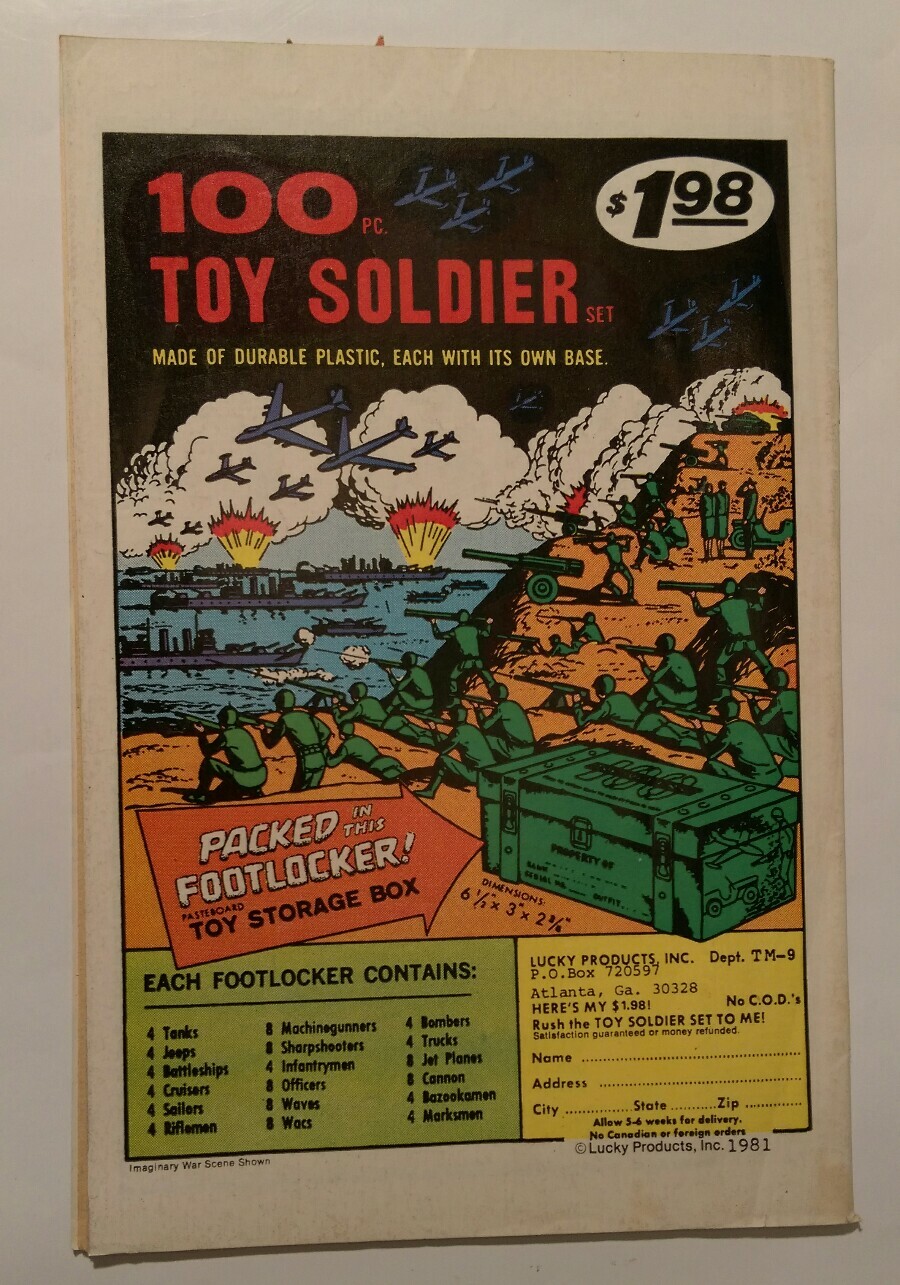 100 PC.
$1.98
TOY SOLDIER SET
MADE OF DURABLE PLASTIC, EACH WITH ITS OWN BASE.
PACKED IN THIS
FOOTLOCKER!
PASTEBOARD
TOY STORAGE BOX
PROPERTY OF
SERIAL NO.
OUTFIT
DIMENSIONS:
6 1/2" x 3" x 2
EACH FOOTLOCKER CONTAINS:
4 Tanks
4 Jeeps
4 Battleships
4 Cruisers
4 Sailors
4 Riflemen
8 Machinegunners
8 Sharpshooters
4 Infantrymen
8 Officers
8 Waves
8 Wacs
4 Bombers
4 Trucks
8 Jet Planes
8 Cannon
4 Bazookamen
4 Marksmen
LUCKY PRODUCTS, INC. Dept. TM-9
P.O.Box 720597
Atlanta, Ga. 30328
HERE'S MY $1.98! No C.O.D.'s
Rush the TOY SOLDIER SET TO ME!
Satisfaction guaranteed or money refunded.
Name
Address
City ............State ..........Zip ............
Allow 5-6 weeks for delivery.
No Canadian or foreign orders
© Lucky Products, Inc. 1981
Imaginary War Scene Shown